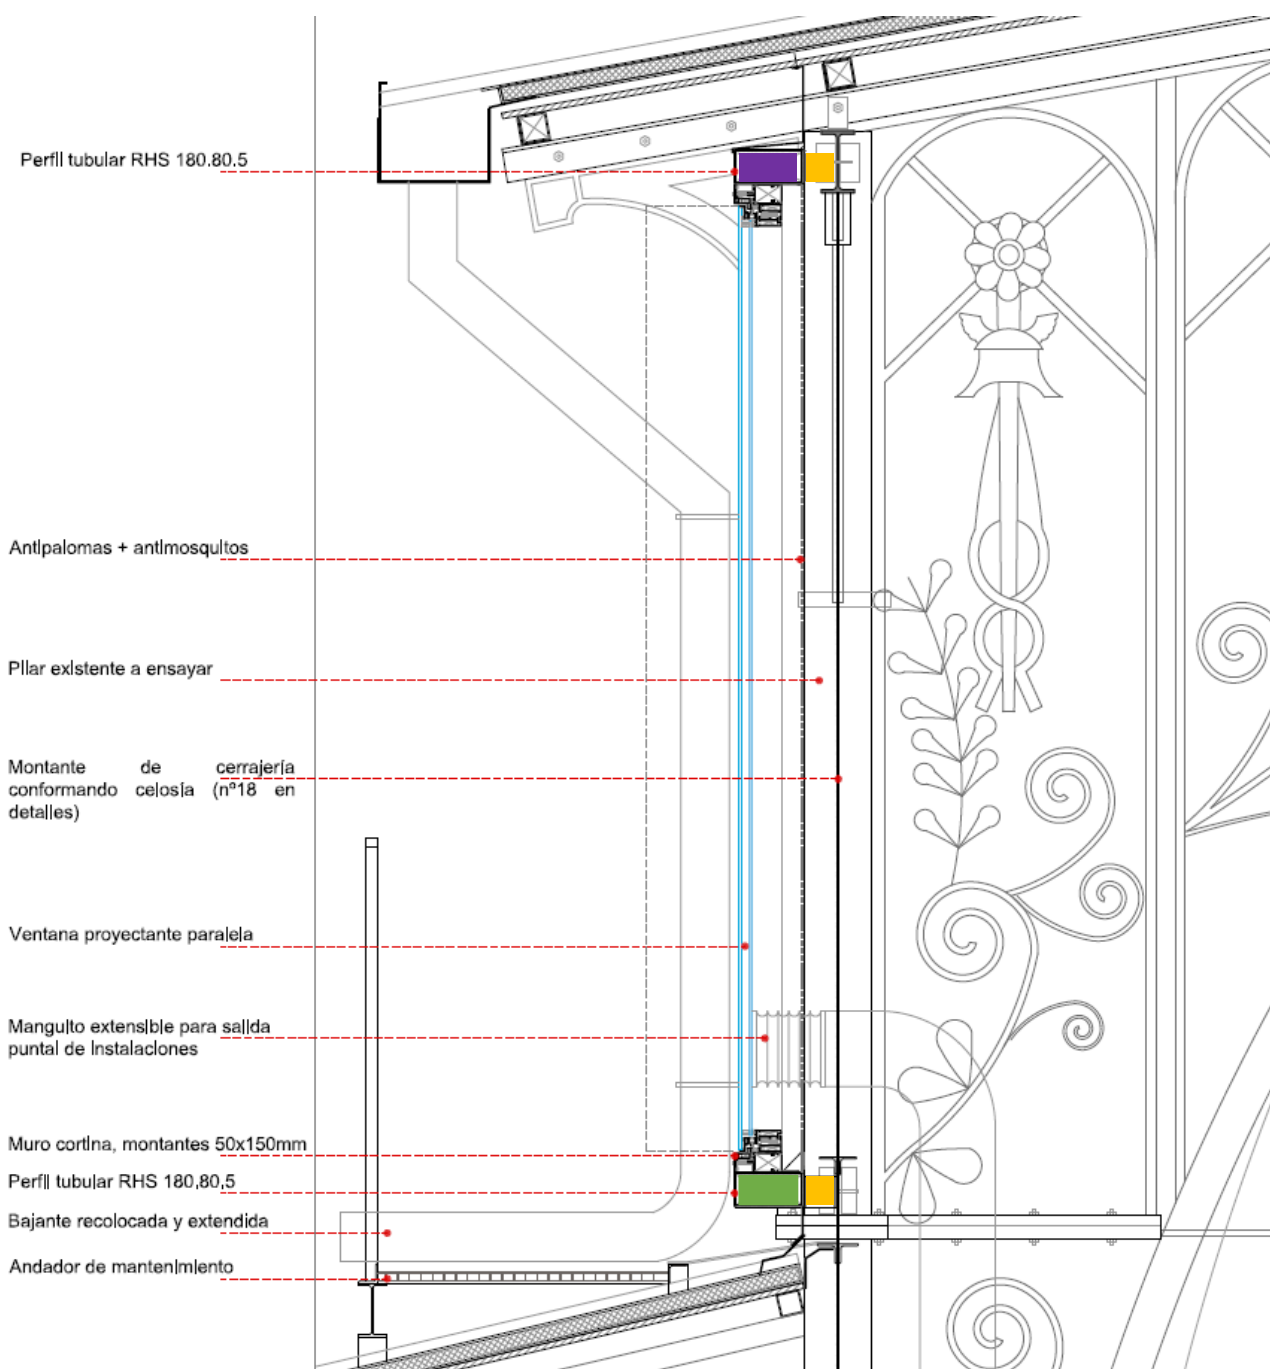 Perfil tubular RHS 180.80.5
Antipalomas + antimosquitos
Pilar existente a ensayar
Montante de cerrajería
conformando celosía (nº18 en
detalles)
Ventana proyectante paralela
Manguito extensible para salida
puntal de instalaciones
Muro cortina, montantes 50x150mm
Perfil tubular RHS 180,80,5
Bajante recolocada y extendida
Andador de mantenimiento